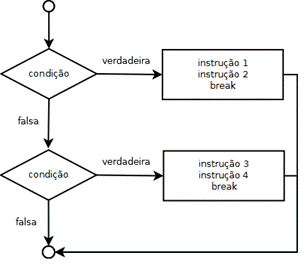 condição
verdadeira
instrução 1
instrução 2
break
falsa
condição
verdadeira
instrução 3
instrução 4
break
falsa